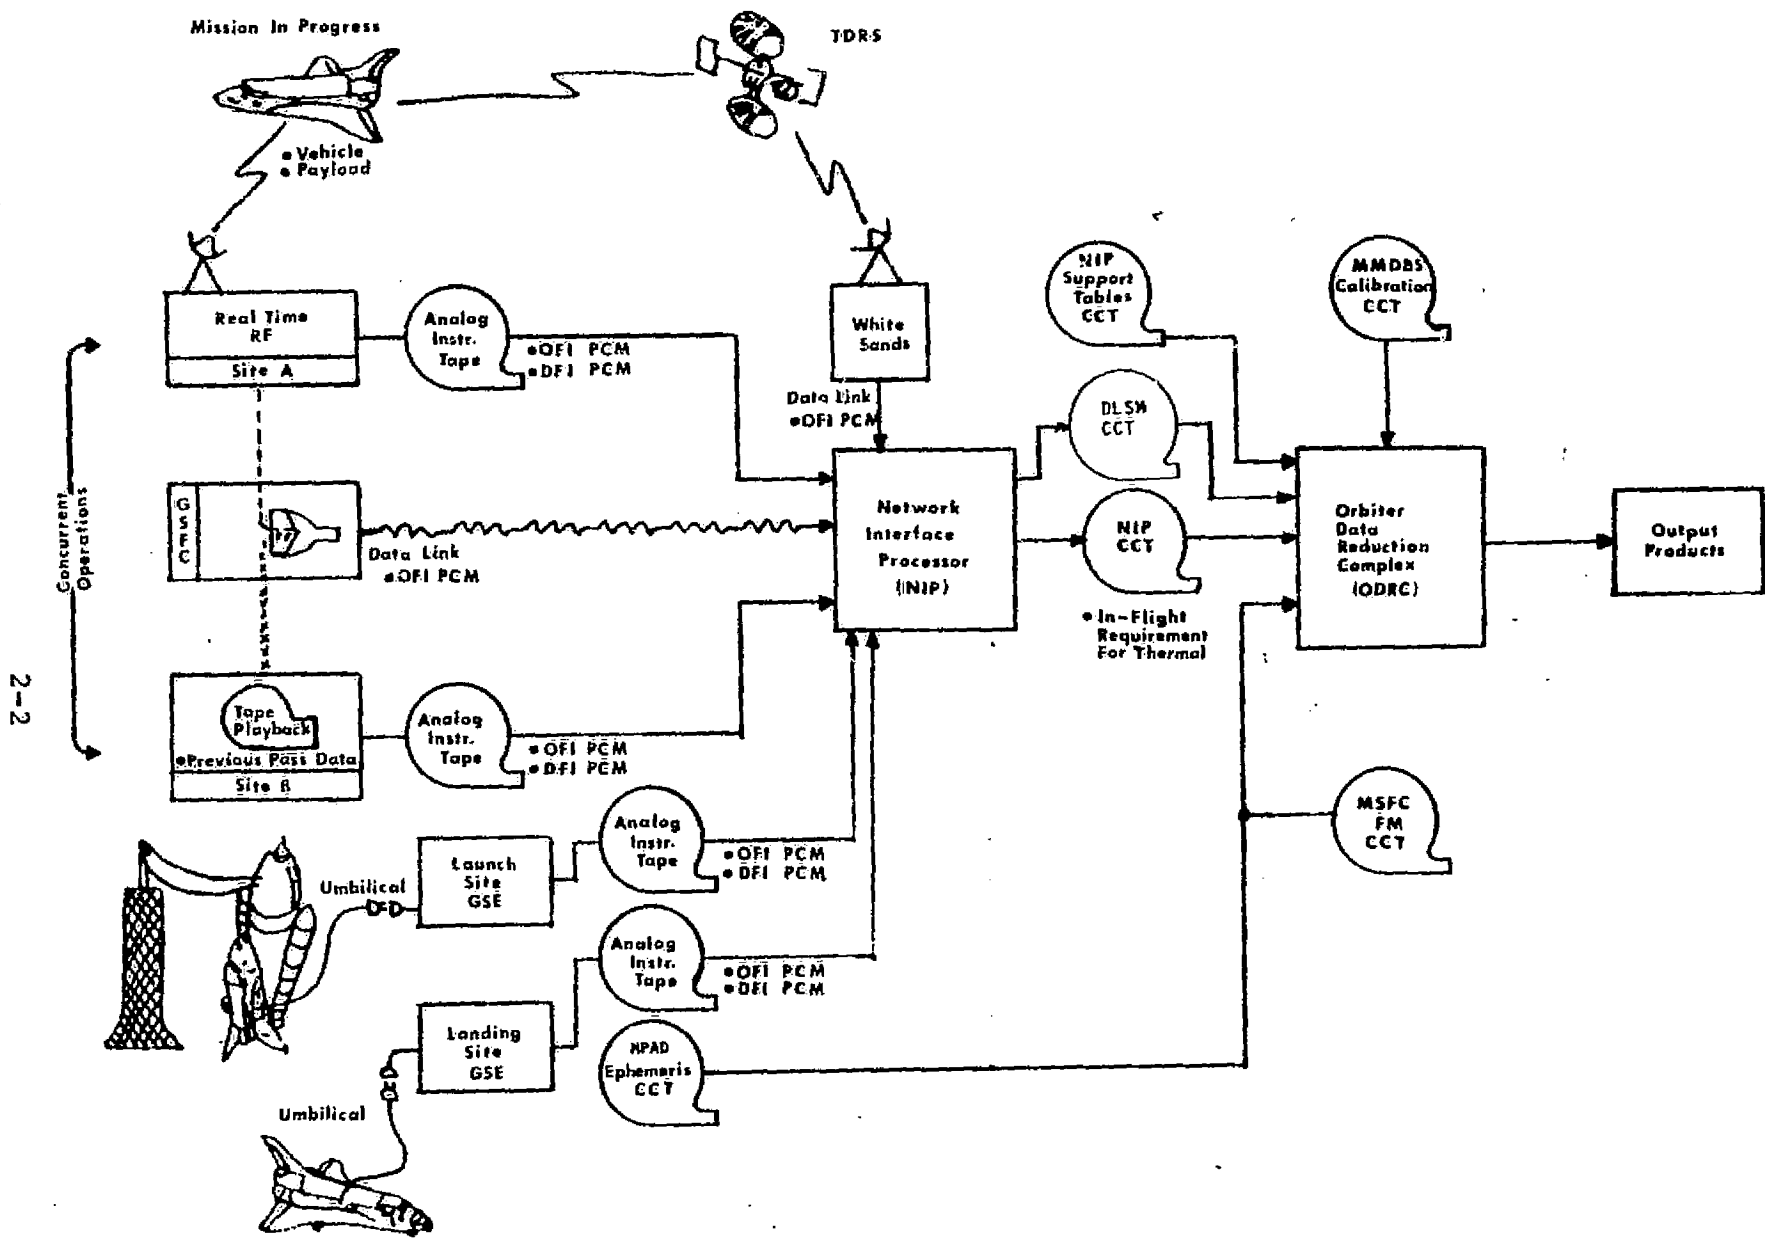 Mission In Progress
TDRS
• Vehicle
• Payload
Real Time
RF
Site A
Analog
Instr.
Tape
• OFI PCM
• DFI PCM
White
Sands
Data Link
• OFI PCM
NIP
Support
Tables
CCT
MMDBS
Calibration
CCT
DLSM
CCT
Concurrent
Operations
GSFC
Data Link
• OFI PCM
Network
Interface
Processor
(NIP)
NIP
CCT
• In-Flight
Requirement
For Thermal
Orbiter
Data
Reduction
Complex
(ODRC)
Output
Products
2-2
Tape
Playback
• Previous Pass Data
Site B
Analog
Instr.
Tape
• OFI PCM
• DFI PCM
Umbilical
Launch
Site
GSE
Analog
Instr.
Tape
• OFI PCM
• DFI PCM
MSFC
FM
CCT
Analog
Instr.
Tape
• OFI PCM
• DFI PCM
Landing
Site
GSE
Umbilical
MPAD
Ephemeris
CCT